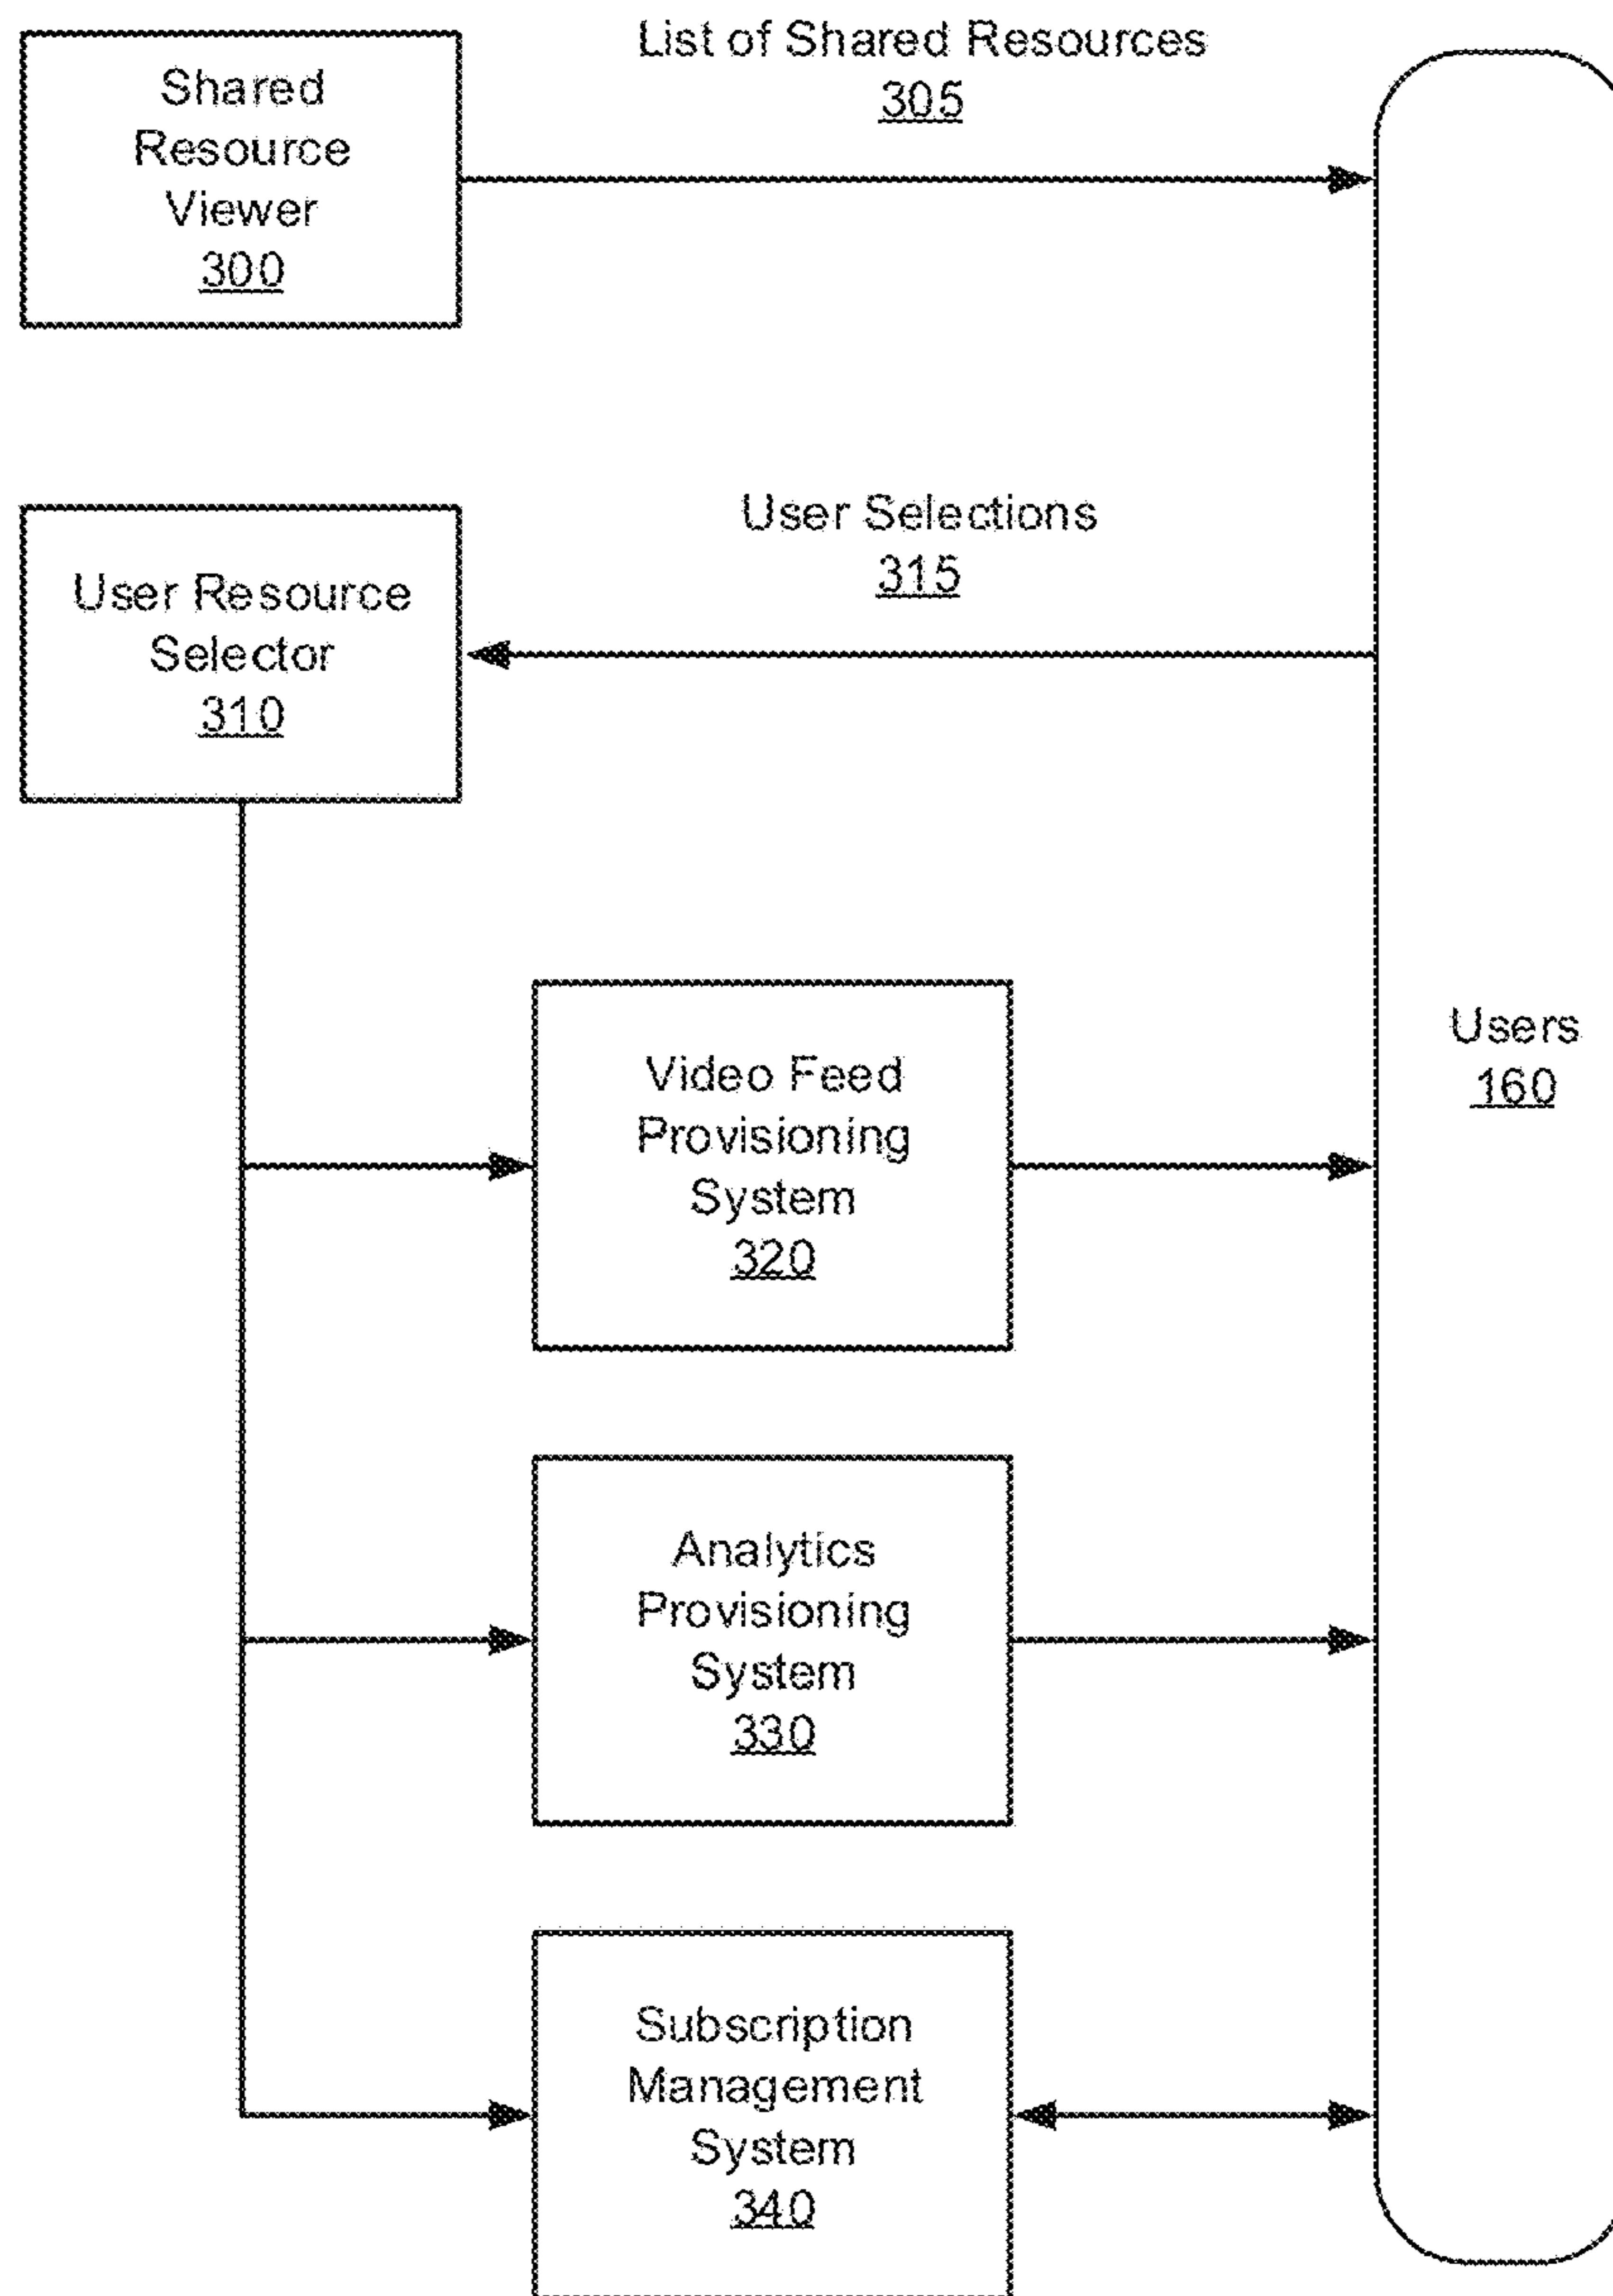 Shared
Resource
Viewer
300
List of Shared Resources
305
User Resource
Selector
310
User Selections
315
Video Feed
Provisioning
System
320
Users
160
Analytics
Provisioning
System
330
Subscription
Management
System
340